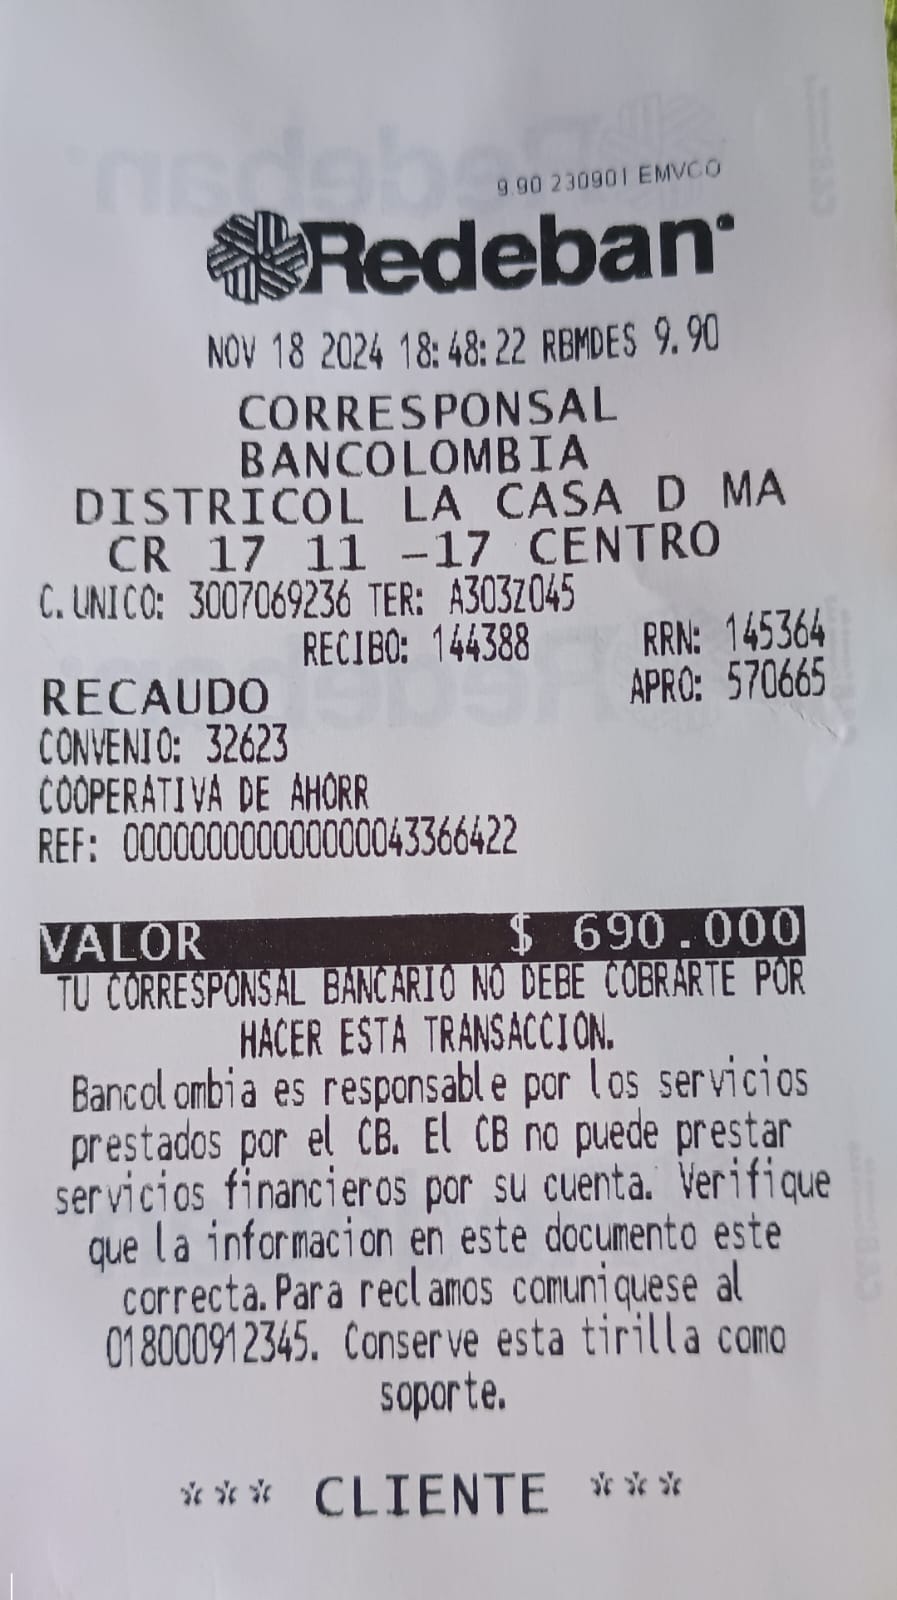 9.90 230901 EMVCO
Redeban
NOV 18 2024 18:48:22 RBMDES 9.90
CORRESPONSAL
BANCOLOMBIA
DISTRICOL LA CASA D MA
CR 17 11 -17 CENTRO
C. UNICO: 3007069236 TER: A303Z045
RECIBO: 144388 RRN: 145364
RECAUDO APRO: 570665
CONVENIO: 32623
COOPERATIVA DE AHORR
REF: 000000000000000043366422
VALOR $ 690.000
TU CORRESPONSAL BANCARIO NO DEBE COBRARTE POR
HACER ESTA TRANSACCION.
Bancolombia es responsable por los servicios
prestados por el CB. El CB no puede prestar
servicios financieros por su cuenta. Verifique
que la informacion en este documento este
correcta. Para reclamos comuniquese al
018000912345. Conserve esta tirilla como
soporte.
*** CLIENTE ***